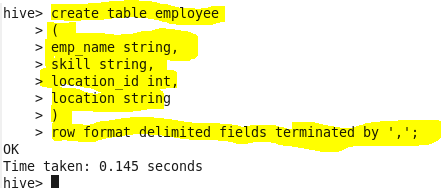 hive> create table employee
> (
> emp_name string,
> skill string,
> location_id int,
> location string
> )
> row format delimited fields terminated by ',';
OK
Time taken: 0.145 seconds
hive>